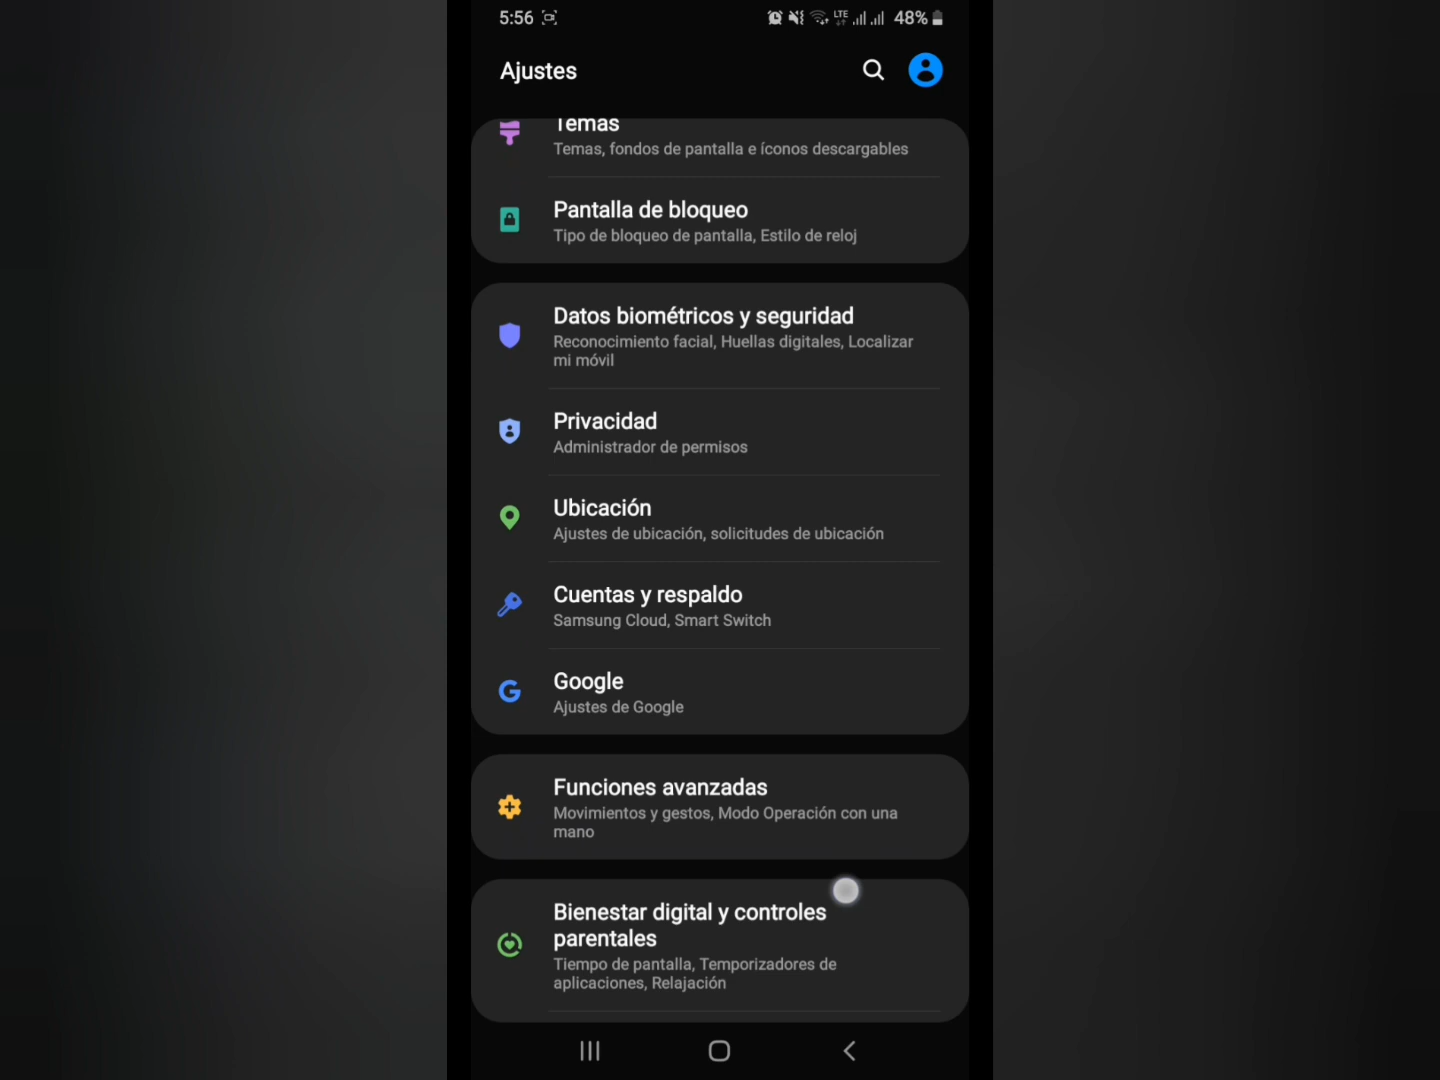 5:56
LTE
48%
Ajustes
Temas
Temas, fondos de pantalla e íconos descargables
Pantalla de bloqueo
Tipo de bloqueo de pantalla, Estilo de reloj
Datos biométricos y seguridad
Reconocimiento facial, Huellas digitales, Localizar
mi móvil
Privacidad
Administrador de permisos
Ubicación
Ajustes de ubicación, solicitudes de ubicación
Cuentas y respaldo
Samsung Cloud, Smart Switch
Google
Ajustes de Google
Funciones avanzadas
Movimientos y gestos, Modo Operación con una
mano
Bienestar digital y controles
parentales
Tiempo de pantalla, Temporizadores de
aplicaciones, Relajación